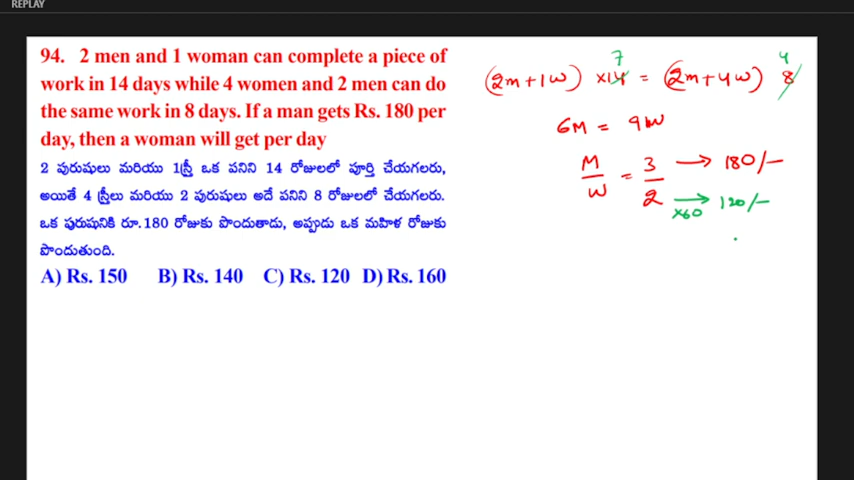 REPLAY
94. 2 men and 1 woman can complete a piece of
work in 14 days while 4 women and 2 men can do
the same work in 8 days. If a man gets Rs. 180 per
day, then a woman will get per day
2 పురుషులు మరియు 1స్త్రీ ఒక పనిని 14 రోజులలో పూర్తి చేయగలరు,
అయితే 4 స్త్రీలు మరియు 2 పురుషులు అదే పనిని 8 రోజులలో చేయగలరు.
ఒక పురుషునికి రూ.180 రోజుకు పొందుతాడు, అప్పుడు ఒక మహిళ రోజుకు
పొందుతుంది.
A) Rs. 150 B) Rs. 140 C) Rs. 120 D) Rs. 160
7 4
(2m+1w) ×14 = (2m+4w) 8
6M = 9W
M/W = 3/2 → 180/-
×60 → 120/-